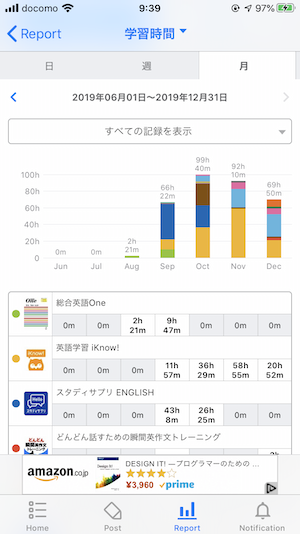 docomo 9:39 97%
Report 学習時間
日 週 月
2019年06月01日〜2019年12月31日
すべての記録を表示
100h
80h
60h
40h
20h
0
0m
0m
2h
21m
66h
22m
99h
40m
92h
10m
69h
50m
Jun Jul Aug Sep Oct Nov Dec
総合英語One
0m 0m 2h 21m 9h 47m 0m 0m 0m
iKnow!
英語学習 iKnow!
0m 0m 0m 11h 57m 36h 29m 58h 55m 20h 52m
Hello
スタディサプリ ENGLISH
0m 0m 0m 43h 8m 26h 25m 0m 0m
どんどん話すための瞬間英作文トレーニング
amazon.co.jp
DESIGN IT! ―プログラマーのための ...
¥3,960 prime
Home Post Report Notification